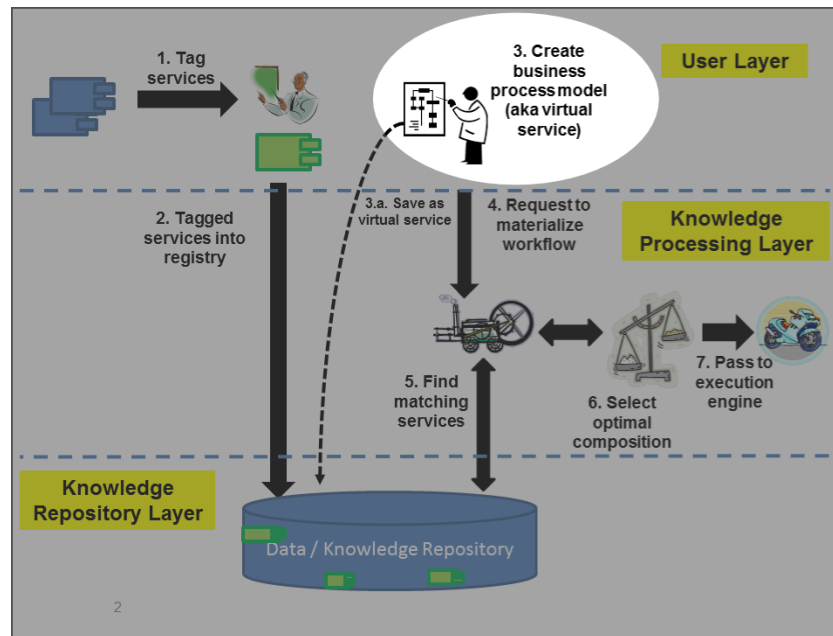 1. Tag
services
3. Create
business
process model
(aka virtual
service)
User Layer
2. Tagged
services into
registry
3.a. Save as
virtual service
4. Request to
materialize
workflow
Knowledge
Processing Layer
5. Find
matching
services
6. Select
optimal
composition
7. Pass to
execution
engine
Knowledge
Repository Layer
Data / Knowledge Repository
2